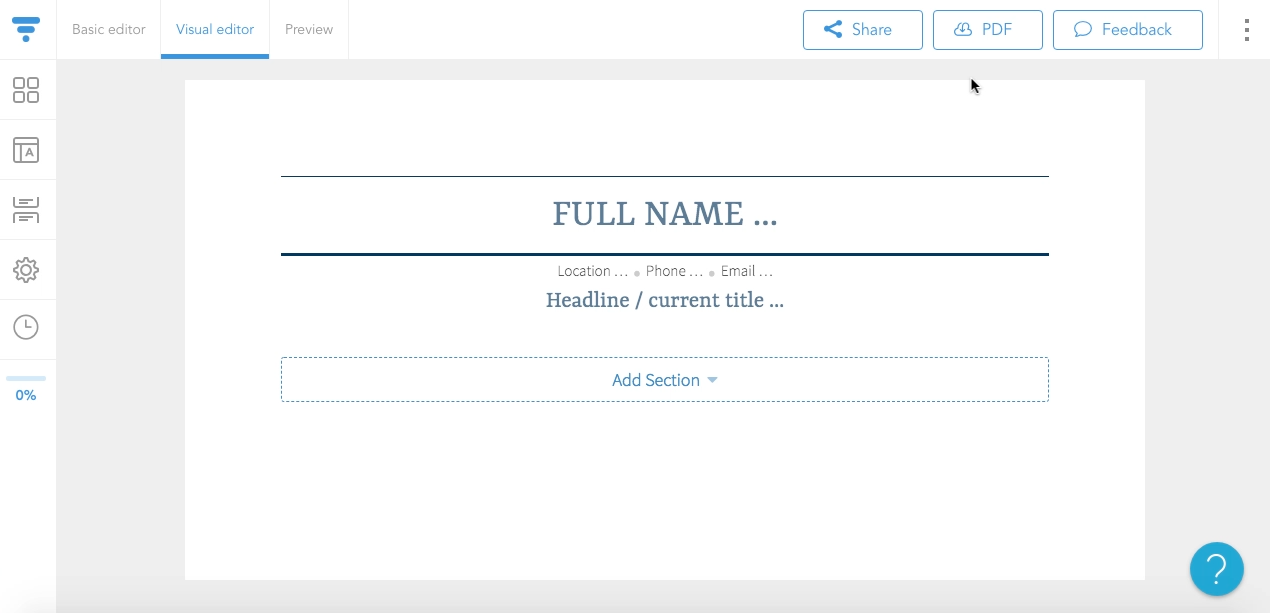 Basic editor Visual editor Preview Share PDF Feedback
A
FULL NAME ...
Location ... Phone ... Email ...
Headline / current title ...
Add Section
0%
?